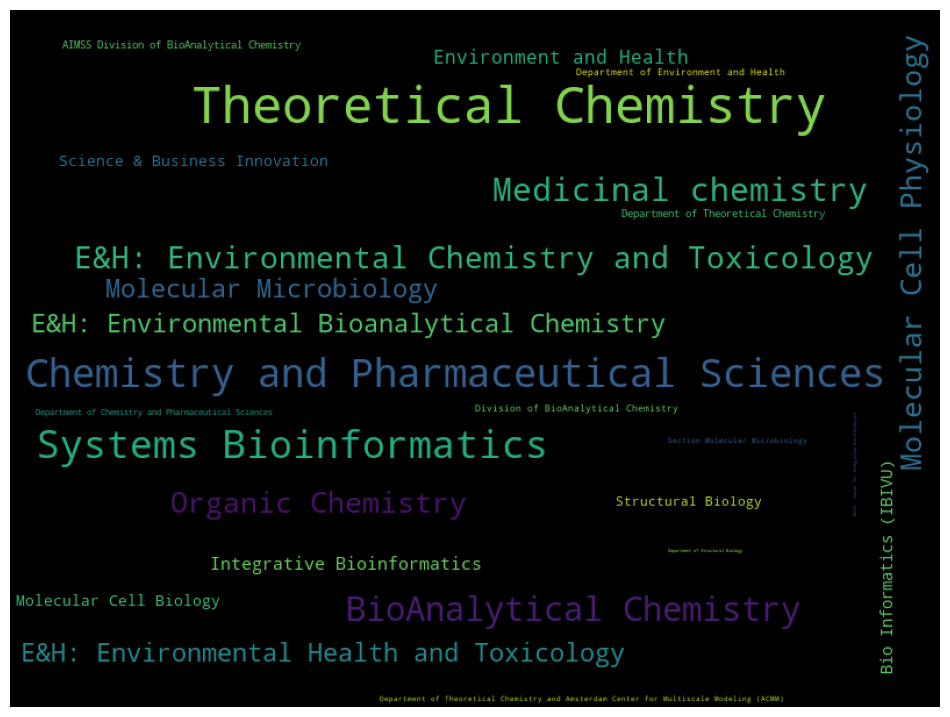 AIMSS Division of BioAnalytical Chemistry
Environment and Health
Department of Environment and Health
Theoretical Chemistry
Molecular Cell Physiology
Science & Business Innovation
Medicinal chemistry
Department of Theoretical Chemistry
E&H: Environmental Chemistry and Toxicology
Molecular Microbiology
E&H: Environmental Bioanalytical Chemistry
Chemistry and Pharmaceutical Sciences
Department of Chemistry and Pharmaceutical Sciences
Division of BioAnalytical Chemistry
Systems Bioinformatics
Section Molecular Microbiology
Organic Chemistry
Structural Biology
Bio Informatics (IBIVU)
Department of Structural Biology
Integrative Bioinformatics
Molecular Cell Biology
BioAnalytical Chemistry
E&H: Environmental Health and Toxicology
Department of Theoretical Chemistry and Amsterdam Center for Multiscale Modeling (ACMM)